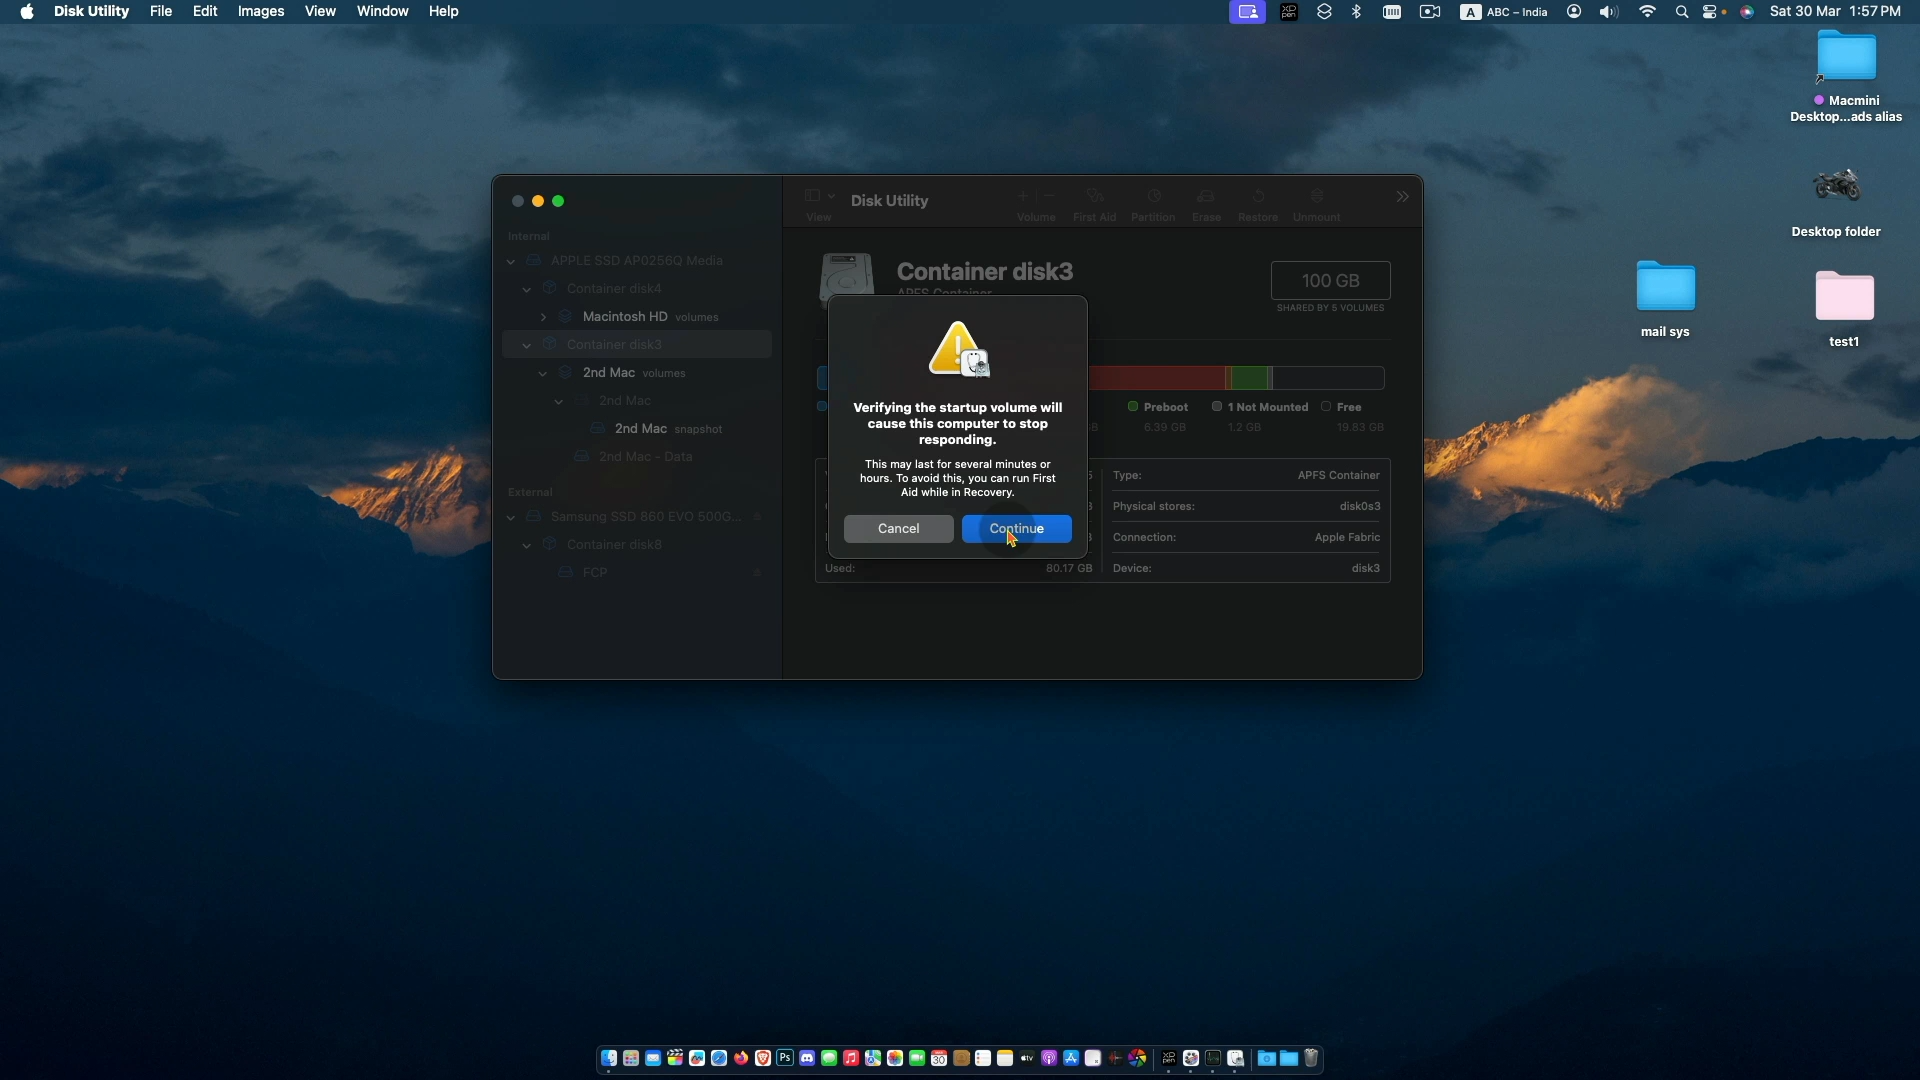 Disk Utility File Edit Images View Window Help
XP pen
A ABC – India
Sat 30 Mar 1:57 PM
Macmini
Desktop...ads alias
Desktop folder
mail sys
test1
Internal
APPLE SSD AP0256Q Media
Container disk4
Macintosh HD volumes
Container disk3
2nd Mac volumes
2nd Mac
2nd Mac snapshot
2nd Mac - Data
External
Samsung SSD 860 EVO 500G...
Container disk8
FCP
View
Disk Utility
Volume First Aid Partition Erase Restore Unmount
Container disk3
APFS Container
100 GB
SHARED BY 5 VOLUMES
Verifying the startup volume will
cause this computer to stop
responding.
This may last for several minutes or
hours. To avoid this, you can run First
Aid while in Recovery.
Cancel Continue
Preboot 1 Not Mounted Free
6.39 GB 1.2 GB 19.83 GB
Type: APFS Container
Physical stores: disk0s3
Connection: Apple Fabric
Used: 80.17 GB Device: disk3
Ps
30
tv